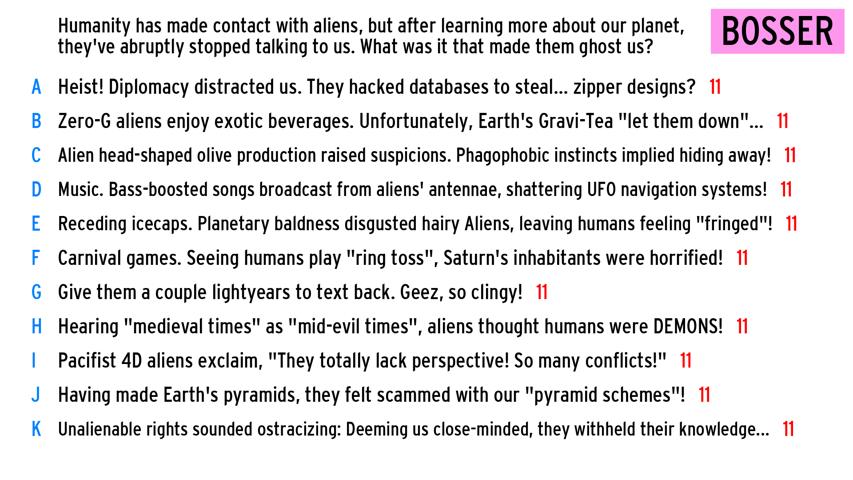 Humanity has made contact with aliens, but after learning more about our planet,
they've abruptly stopped talking to us. What was it that made them ghost us?
BOSSER
A Heist! Diplomacy distracted us. They hacked databases to steal... zipper designs? 11
B Zero-G aliens enjoy exotic beverages. Unfortunately, Earth's Gravi-Tea "let them down"... 11
C Alien head-shaped olive production raised suspicions. Phagophobic instincts implied hiding away! 11
D Music. Bass-boosted songs broadcast from aliens' antennae, shattering UFO navigation systems! 11
E Receding icecaps. Planetary baldness disgusted hairy Aliens, leaving humans feeling "fringed"! 11
F Carnival games. Seeing humans play "ring toss", Saturn's inhabitants were horrified! 11
G Give them a couple lightyears to text back. Geez, so clingy! 11
H Hearing "medieval times" as "mid-evil times", aliens thought humans were DEMONS! 11
I Pacifist 4D aliens exclaim, "They totally lack perspective! So many conflicts!" 11
J Having made Earth's pyramids, they felt scammed with our "pyramid schemes"! 11
K Unalienable rights sounded ostracizing: Deeming us close-minded, they withheld their knowledge... 11